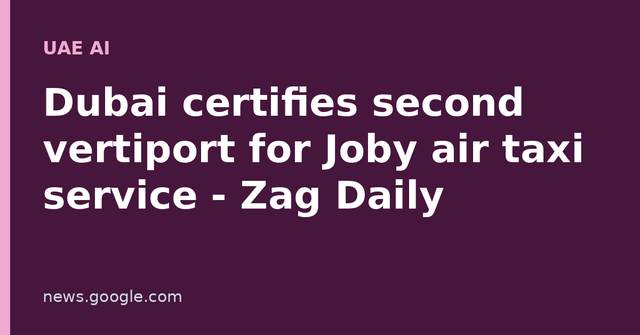 UAE AI
Dubai certifies second
vertiport for Joby air taxi
service - Zag Daily
news.google.com